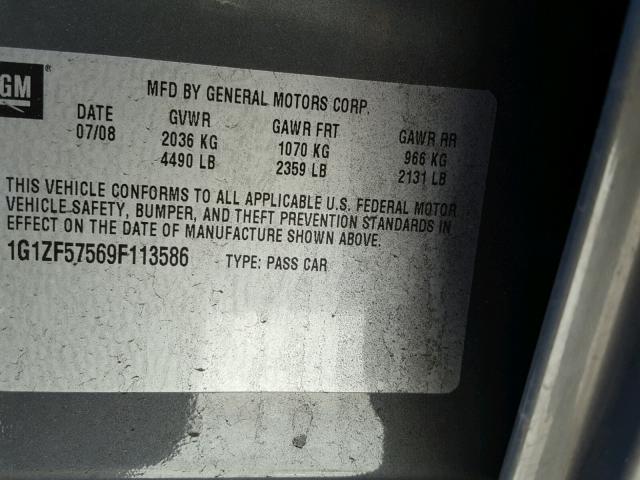 GM®
MFD BY GENERAL MOTORS CORP.
DATE GVWR GAWR FRT GAWR RR
07/08 2036 KG 1070 KG 966 KG
4490 LB 2359 LB 2131 LB
THIS VEHICLE CONFORMS TO ALL APPLICABLE U.S. FEDERAL MOTOR
VEHICLE SAFETY, BUMPER, AND THEFT PREVENTION STANDARDS IN
EFFECT ON THE DATE OF MANUFACTURE SHOWN ABOVE.
1G1ZF57569F113586 TYPE: PASS CAR